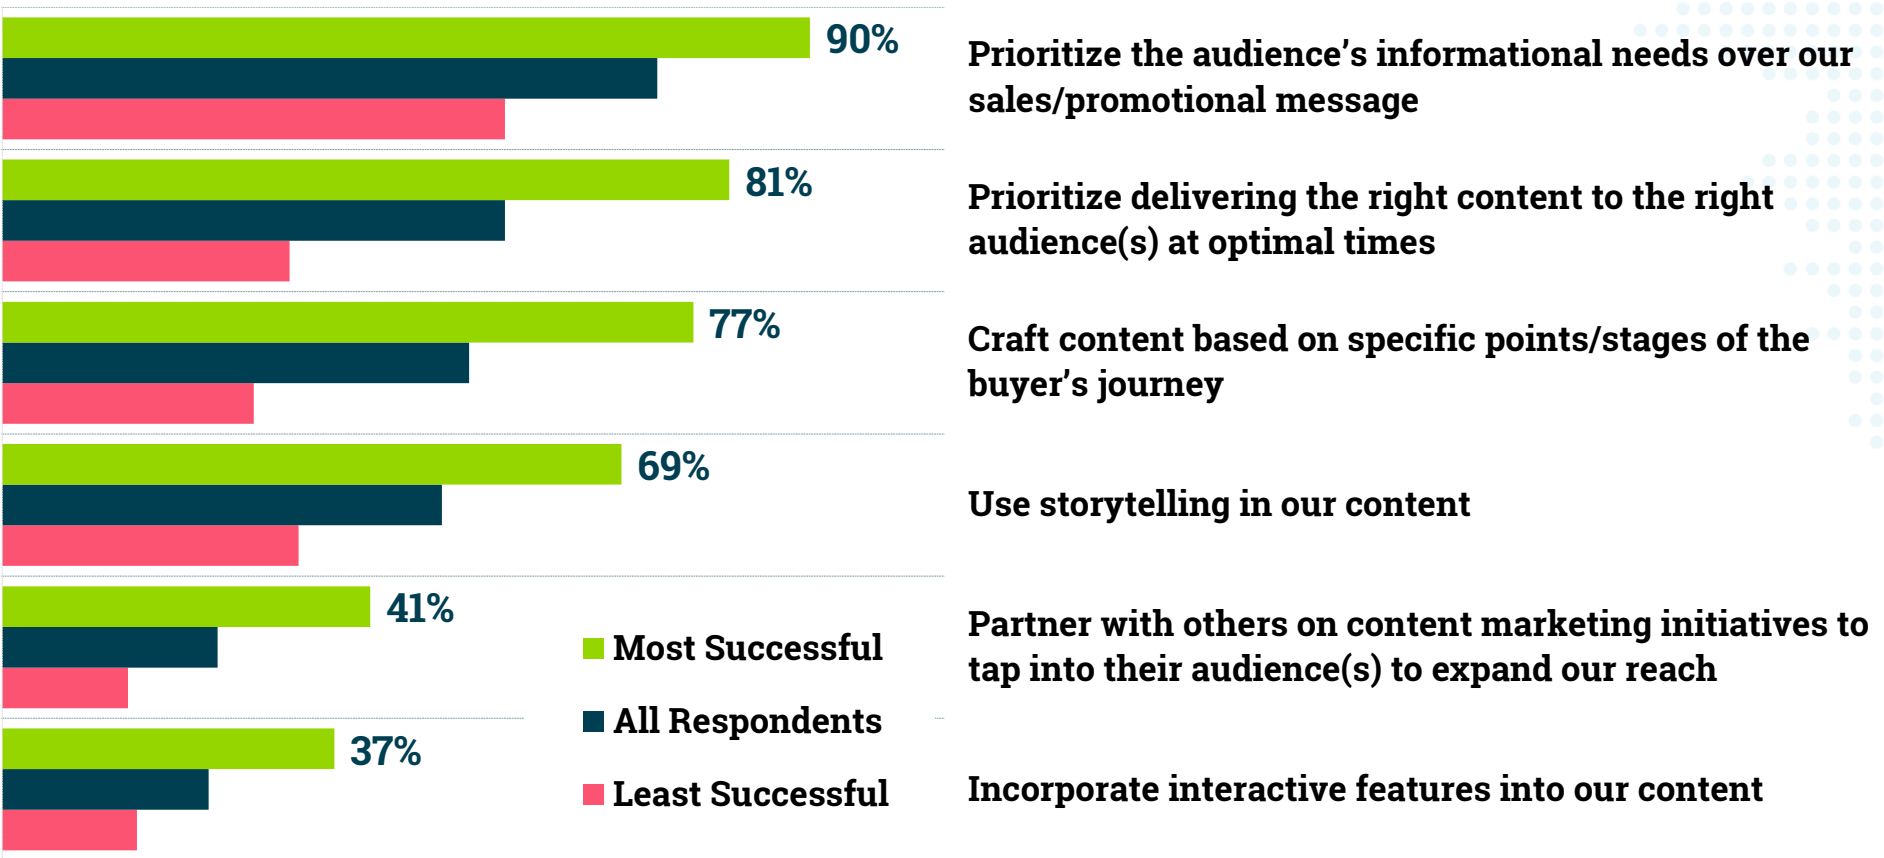 90%
Prioritize the audience’s informational needs over our
sales/promotional message
81%
Prioritize delivering the right content to the right
audience(s) at optimal times
77%
Craft content based on specific points/stages of the
buyer’s journey
69%
Use storytelling in our content
41%
Partner with others on content marketing initiatives to
tap into their audience(s) to expand our reach
37%
Incorporate interactive features into our content
Most Successful
All Respondents
Least Successful